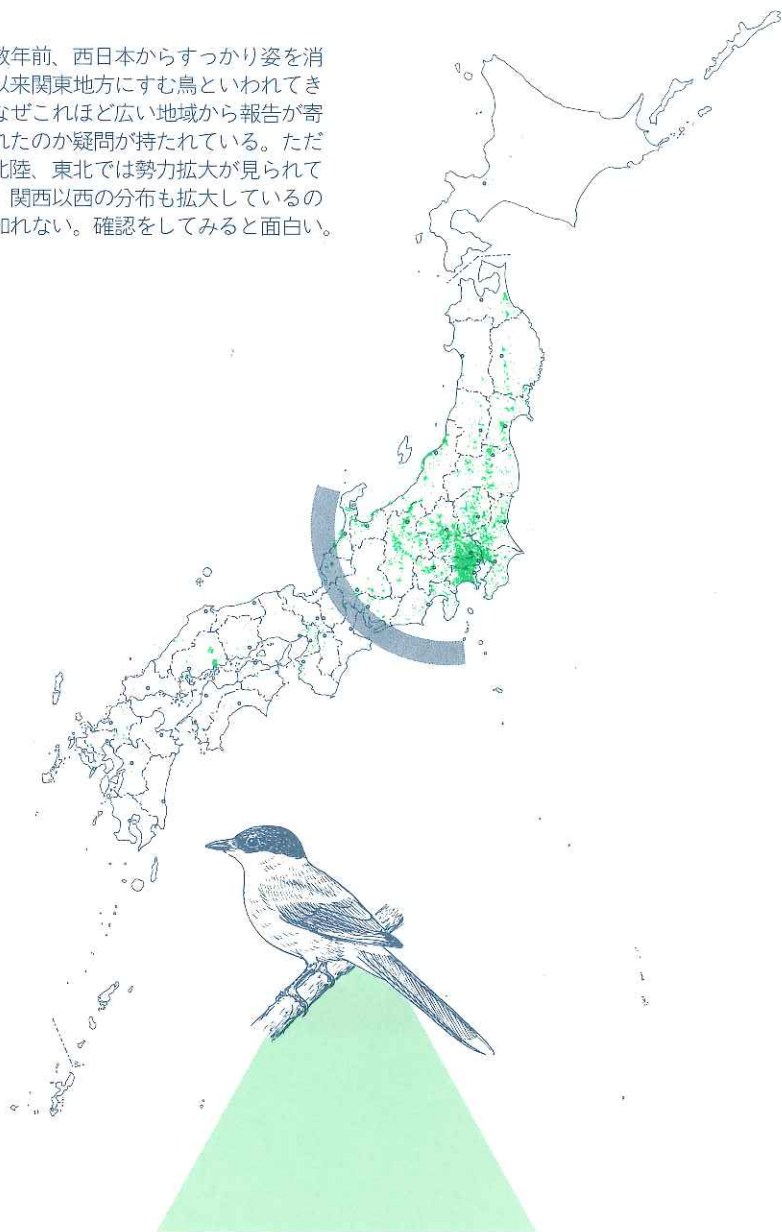 数年前、西日本からすっかり姿を消
以来関東地方にすむ鳥といわれてき
なぜこれほど広い地域から報告が寄
れたのか疑問が持たれている。ただ
北陸、東北では勢力拡大が見られて
、関西以西の分布も拡大しているの
知れない。確認をしてみると面白い。